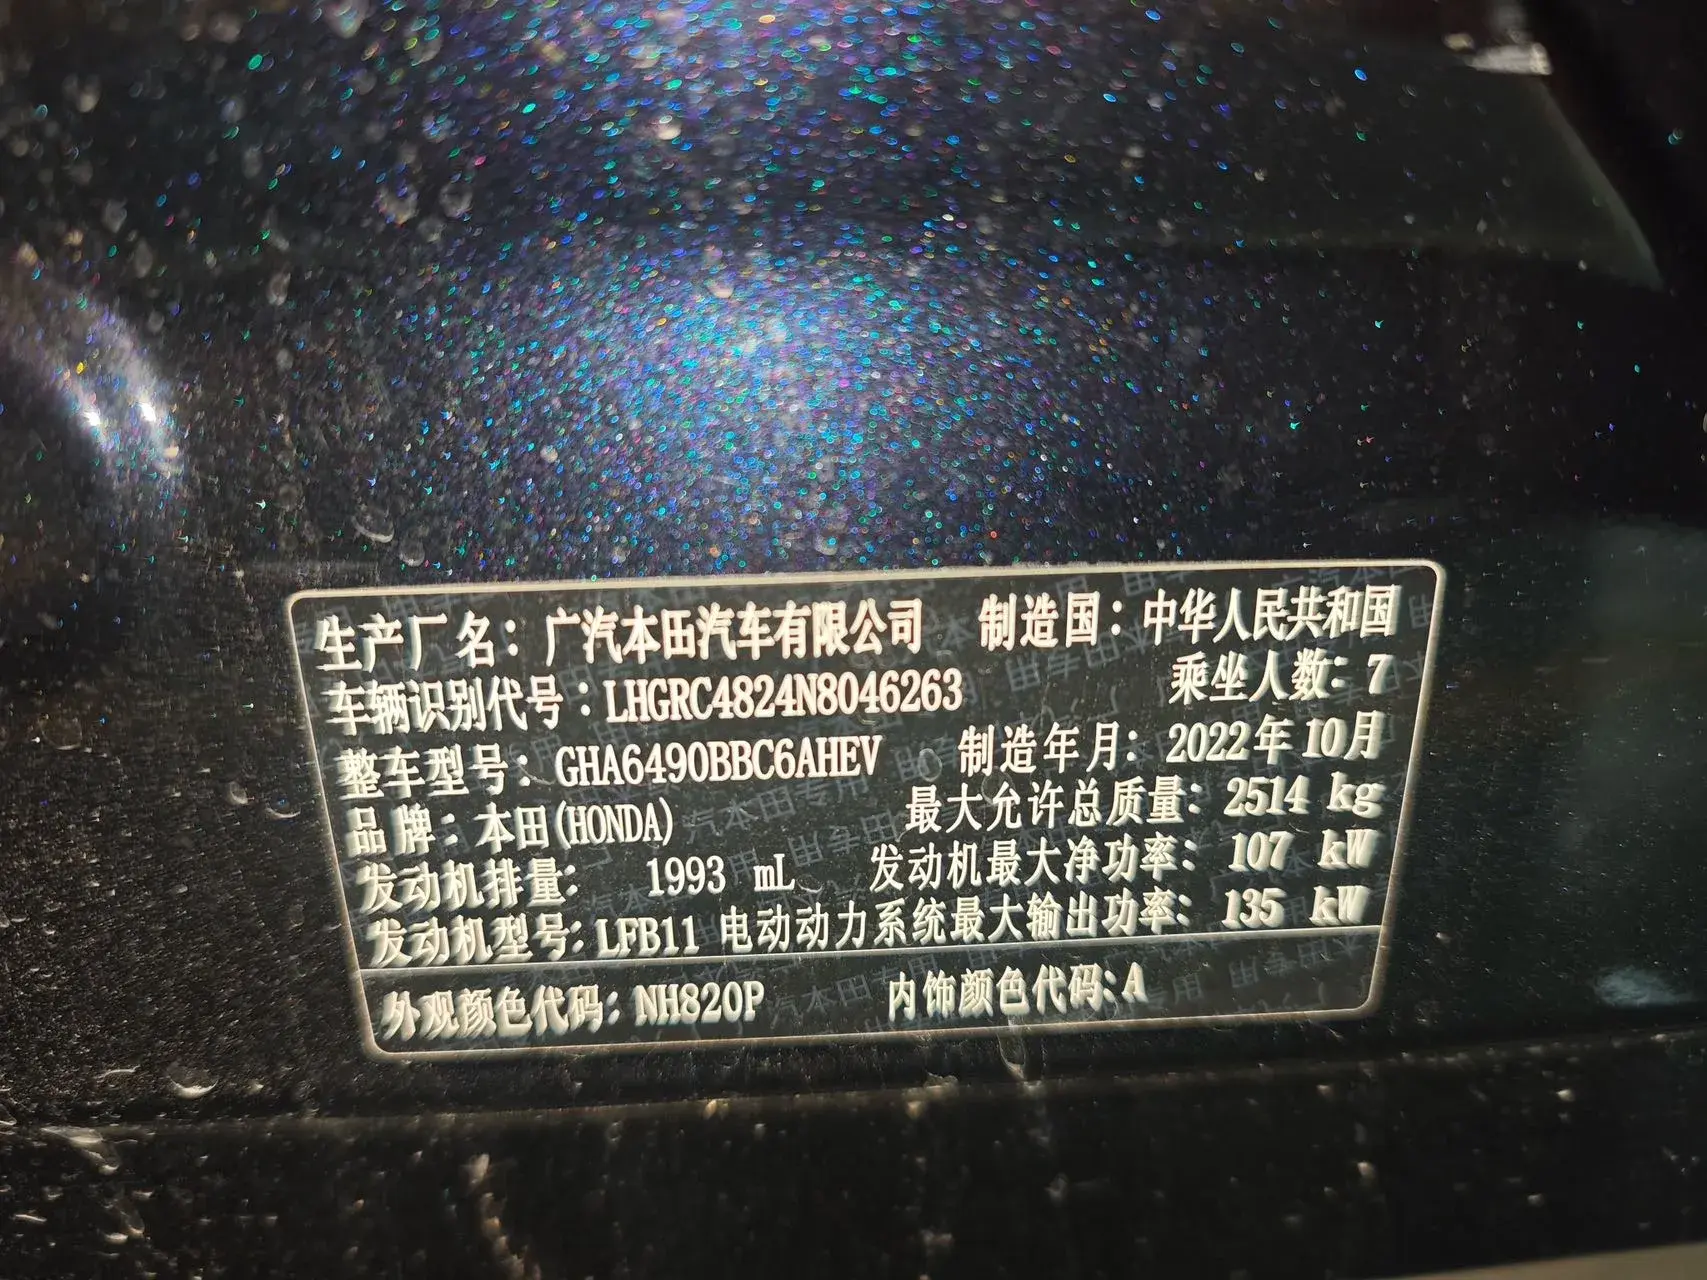 生产厂名：广汽本田汽车有限公司 制造国：中华人民共和国
车辆识别代号：LHGRC4824N8046263 乘坐人数：7
整车型号：GHA6490BBC6AHEV 制造年月：2022年10月
品牌：本田(HONDA) 最大允许总质量：2514 kg
发动机排量： 1993 mL 发动机最大净功率： 107 kW
发动机型号：LFB11 电动动力系统最大输出功率： 135 kW
外观颜色代码：NH820P 内饰颜色代码：A